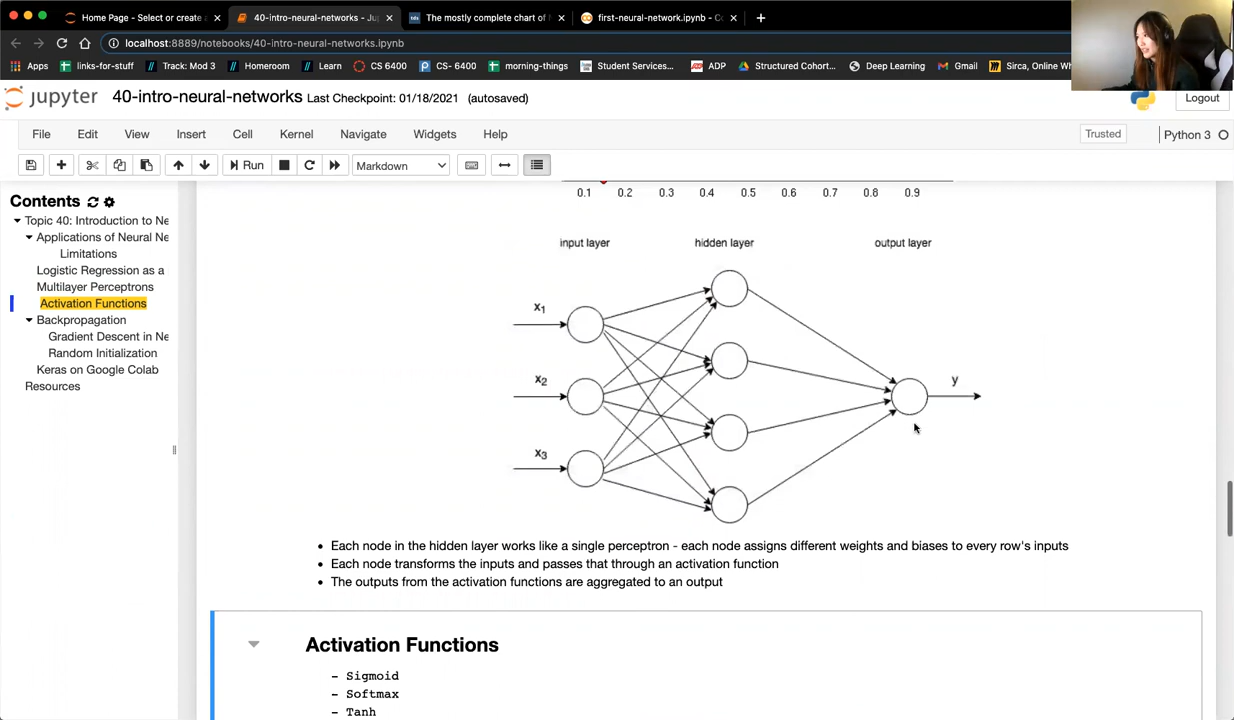 Home Page - Select or create a
40-intro-neural-networks - Jup
The mostly complete chart of N
first-neural-network.ipynb - Co
localhost:8889/notebooks/40-intro-neural-networks.ipynb
Apps
links-for-stuff
Track: Mod 3
Homeroom
Learn
CS 6400
CS- 6400
morning-things
Student Services...
ADP
Structured Cohort...
Deep Learning
Gmail
Sirca, Online Wh
jupyter
40-intro-neural-networks Last Checkpoint: 01/18/2021 (autosaved)
Logout
File Edit View Insert Cell Kernel Navigate Widgets Help
Trusted
Python 3
Run
Markdown
Contents
Topic 40: Introduction to Ne
Applications of Neural Ne
Limitations
Logistic Regression as a
Multilayer Perceptrons
Activation Functions
Backpropagation
Gradient Descent in Ne
Random Initialization
Keras on Google Colab
Resources
0.1 0.2 0.3 0.4 0.5 0.6 0.7 0.8 0.9
input layer hidden layer output layer
x1
x2
y
x3
• Each node in the hidden layer works like a single perceptron - each node assigns different weights and biases to every row's inputs
• Each node transforms the inputs and passes that through an activation function
• The outputs from the activation functions are aggregated to an output
Activation Functions
- Sigmoid
- Softmax
- Tanh